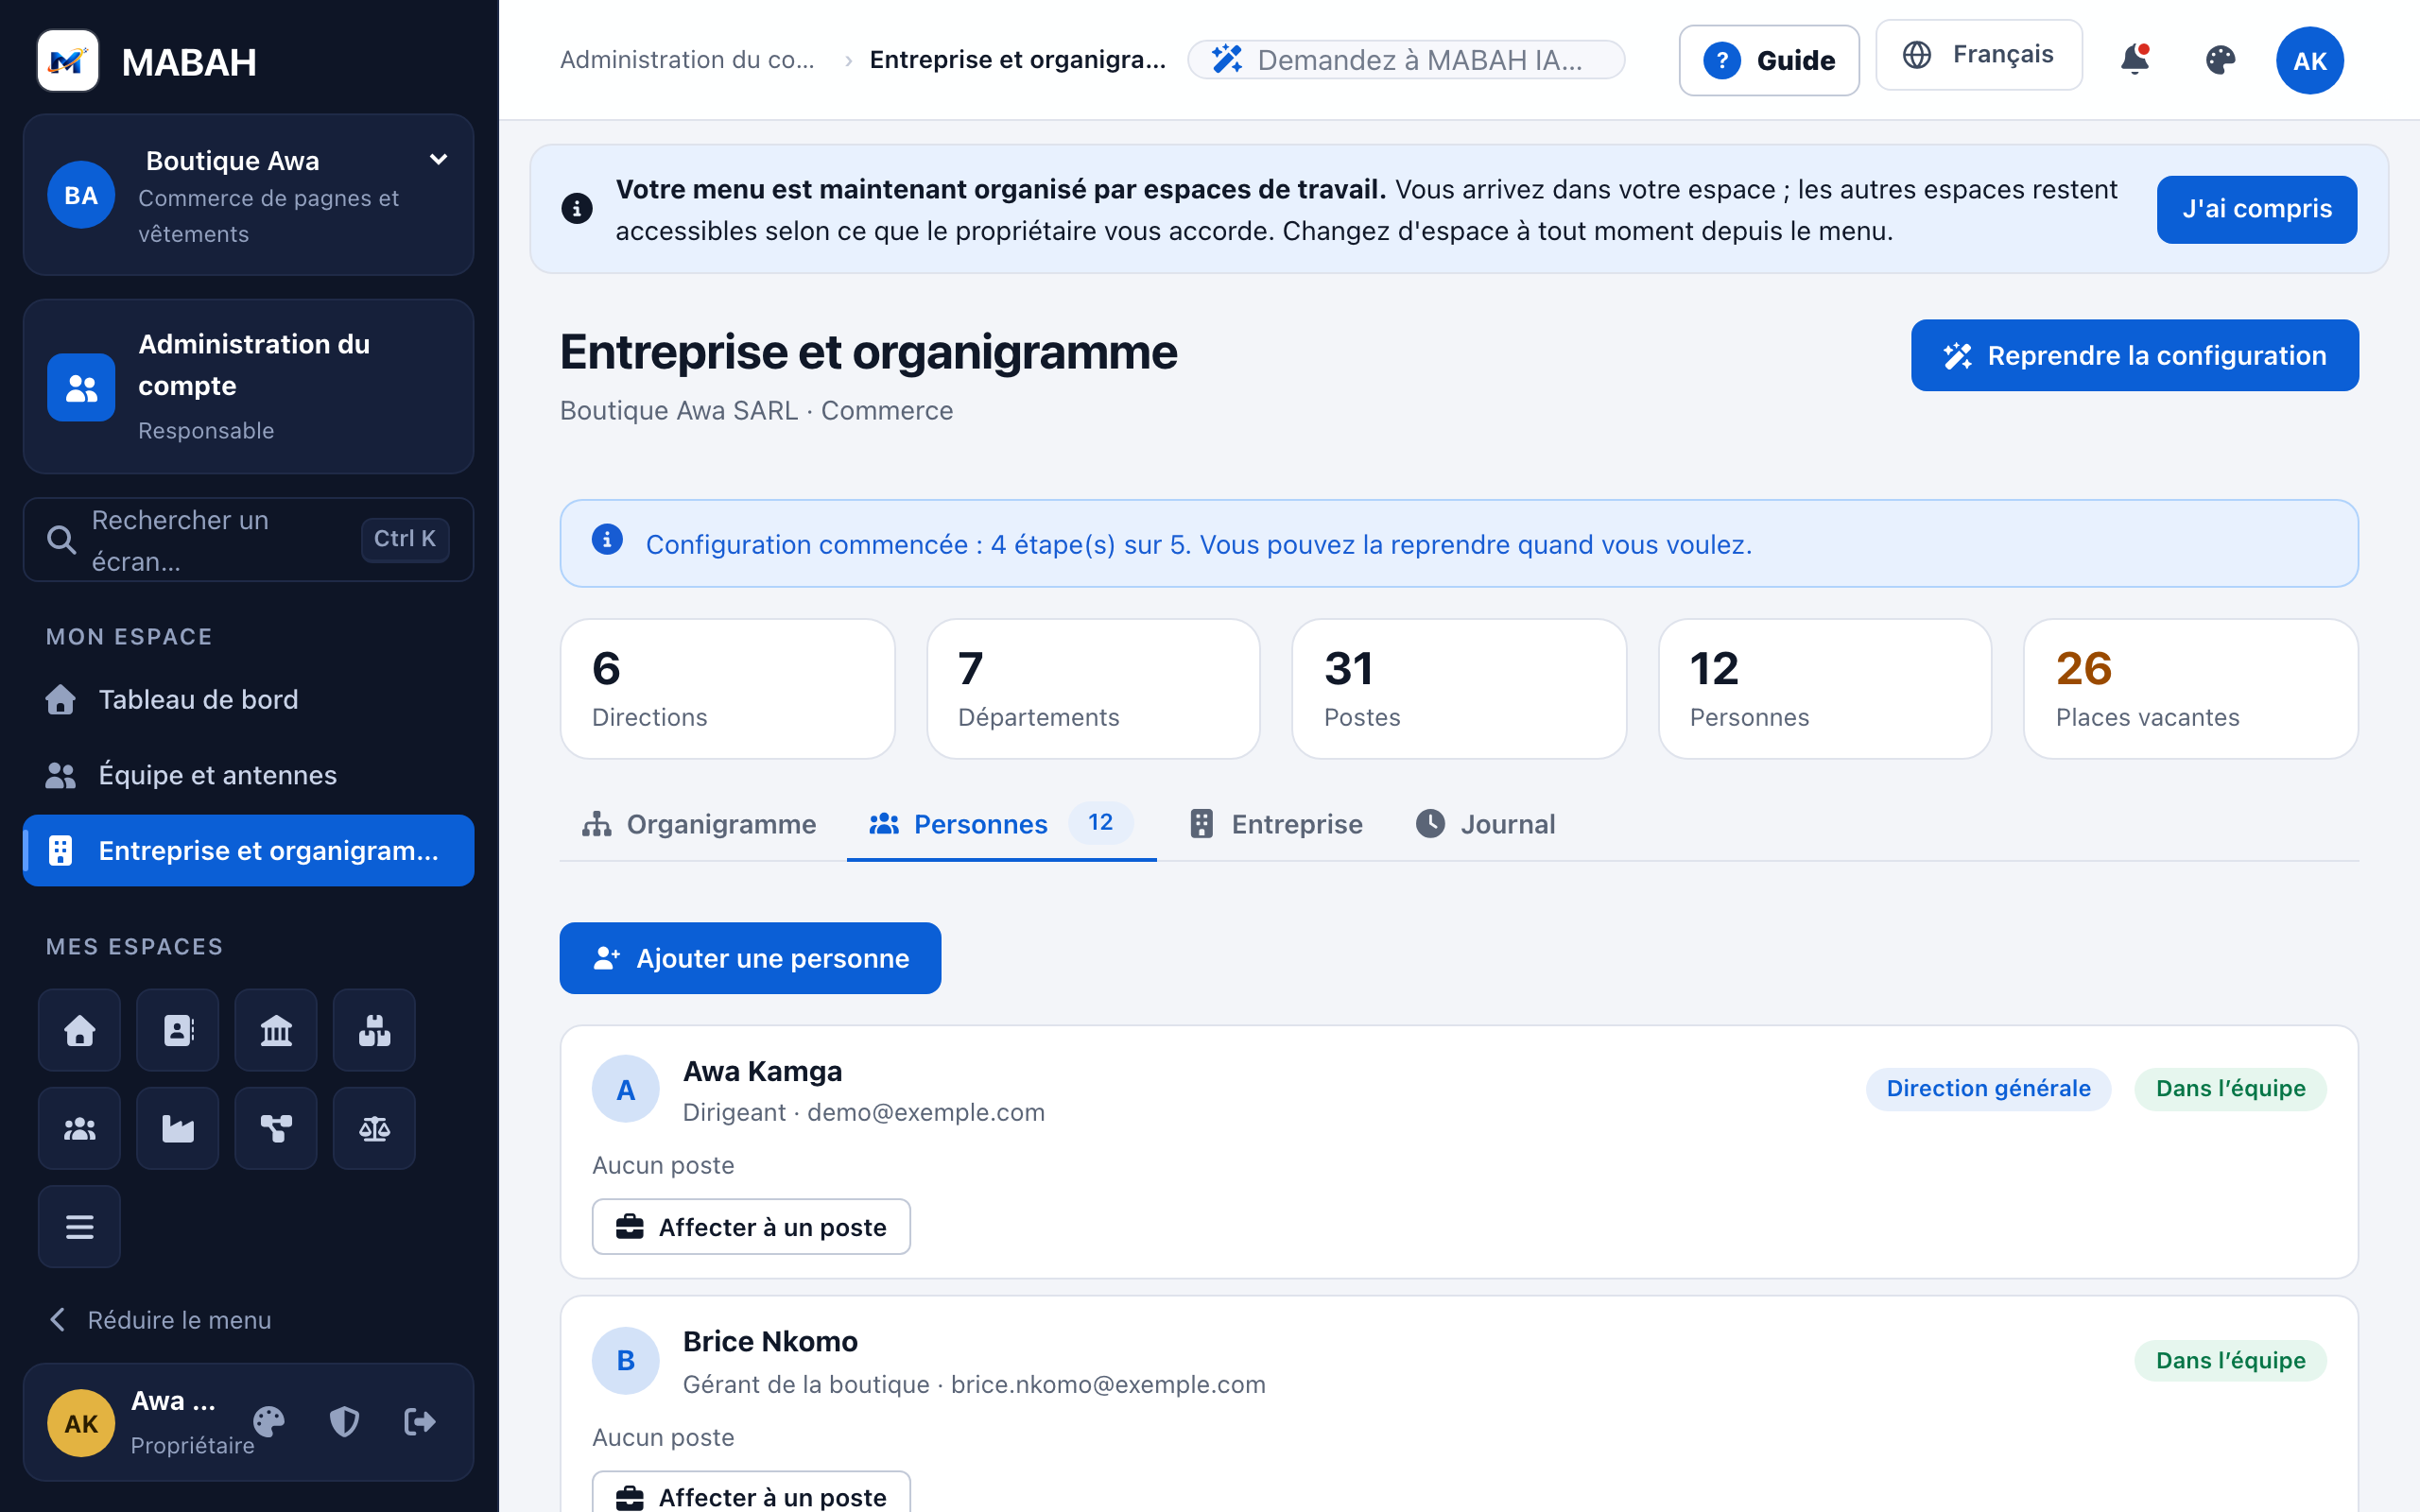 MABAH
BA
Boutique Awa
Commerce de pagnes et
vêtements
Administration du
compte
Responsable
Rechercher un
écran...
Ctrl K
MON ESPACE
Tableau de bord
Équipe et antennes
Entreprise et organigram...
MES ESPACES
Réduire le menu
AK
Awa ...
Propriétaire
Administration du co... › Entreprise et organigra...
Demandez à MABAH IA...
? Guide
Français
AK
Votre menu est maintenant organisé par espaces de travail. Vous arrivez dans votre espace ; les autres espaces restent
accessibles selon ce que le propriétaire vous accorde. Changez d'espace à tout moment depuis le menu.
J'ai compris
Entreprise et organigramme
Boutique Awa SARL · Commerce
Reprendre la configuration
Configuration commencée : 4 étape(s) sur 5. Vous pouvez la reprendre quand vous voulez.
6
Directions
7
Départements
31
Postes
12
Personnes
26
Places vacantes
Organigramme
Personnes 12
Entreprise
Journal
Ajouter une personne
A
Awa Kamga
Dirigeant · demo@exemple.com
Direction générale
Dans l’équipe
Aucun poste
Affecter à un poste
B
Brice Nkomo
Gérant de la boutique · brice.nkomo@exemple.com
Dans l’équipe
Aucun poste
Affecter à un poste